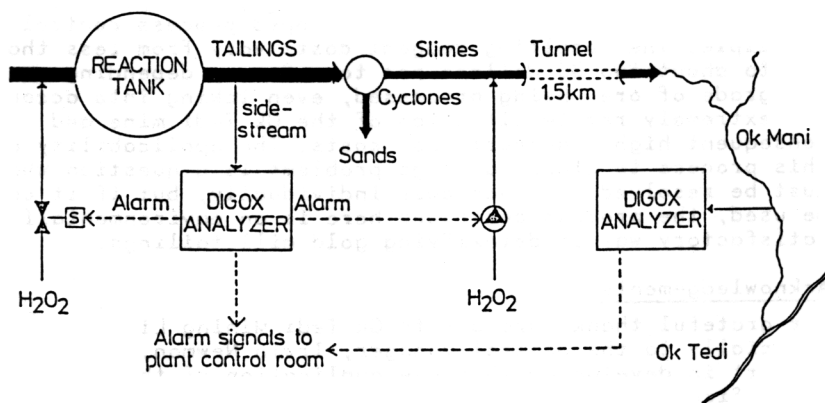 TAILINGS
Slimes
Tunnel
REACTION
TANK
1.5km
Cyclones
side-
stream
Sands
Ok Mani
DIGOX
ANALYZER
Alarm
Alarm
S
DIGOX
ANALYZER
H2O2
H2O2
Alarm signals to
plant control room
Ok Tedi